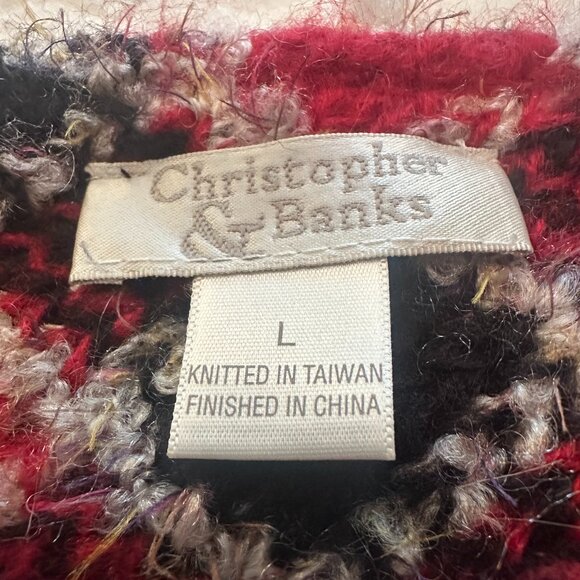 Christopher
& Banks
L
KNITTED IN TAIWAN
FINISHED IN CHINA